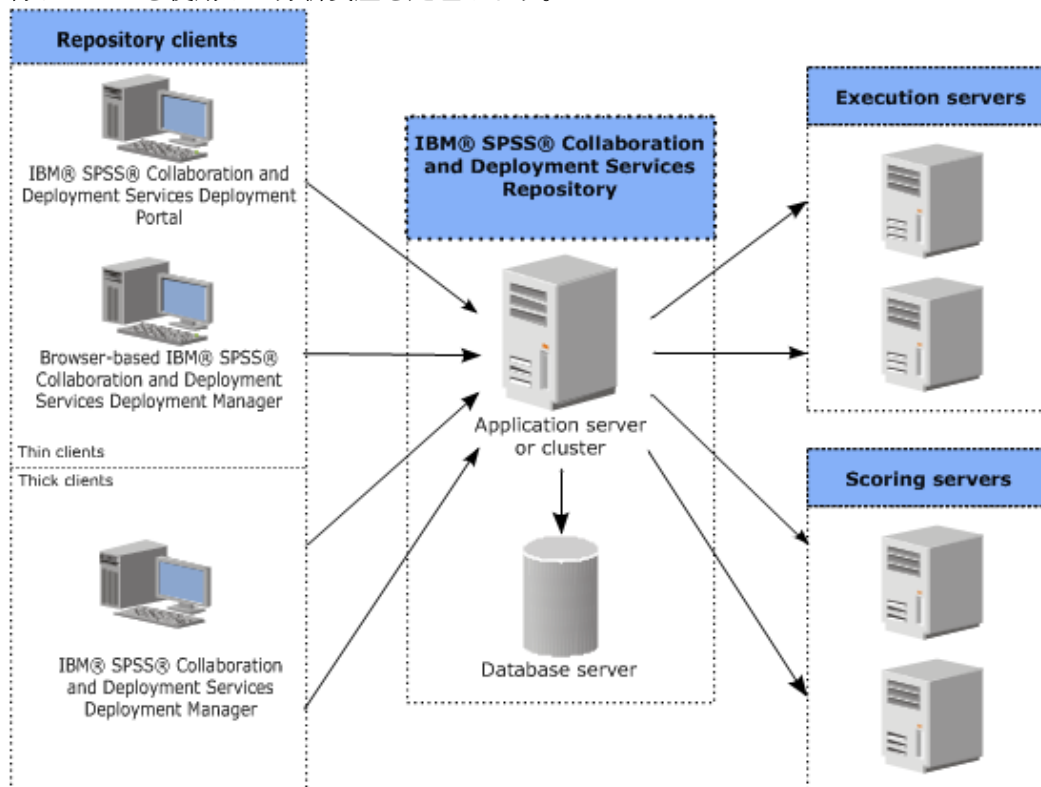 Repository clients
IBM® SPSS® Collaboration and
Deployment Services Deployment
Portal
Browser-based IBM® SPSS®
Collaboration and Deployment
Services Deployment Manager
Thin clients
Thick clients
IBM® SPSS® Collaboration
and Deployment Services
Deployment Manager
IBM® SPSS® Collaboration
and Deployment Services
Repository
Application server
or cluster
Database server
Execution servers
Scoring servers